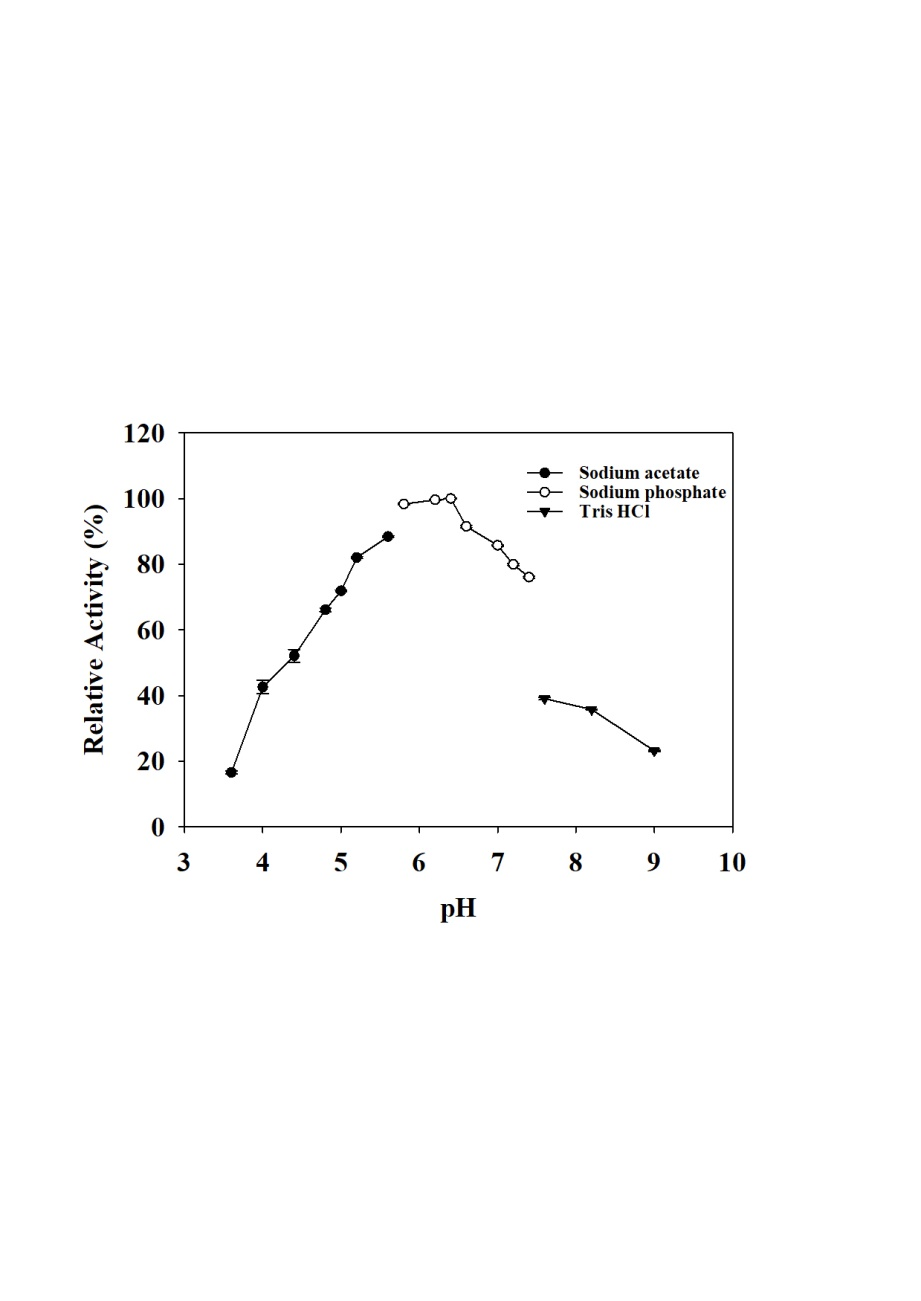 120
100
80
60
40
20
0
Relative Activity (%)
Sodium acetate
Sodium phosphate
Tris HCl
3 4 5 6 7 8 9 10
pH